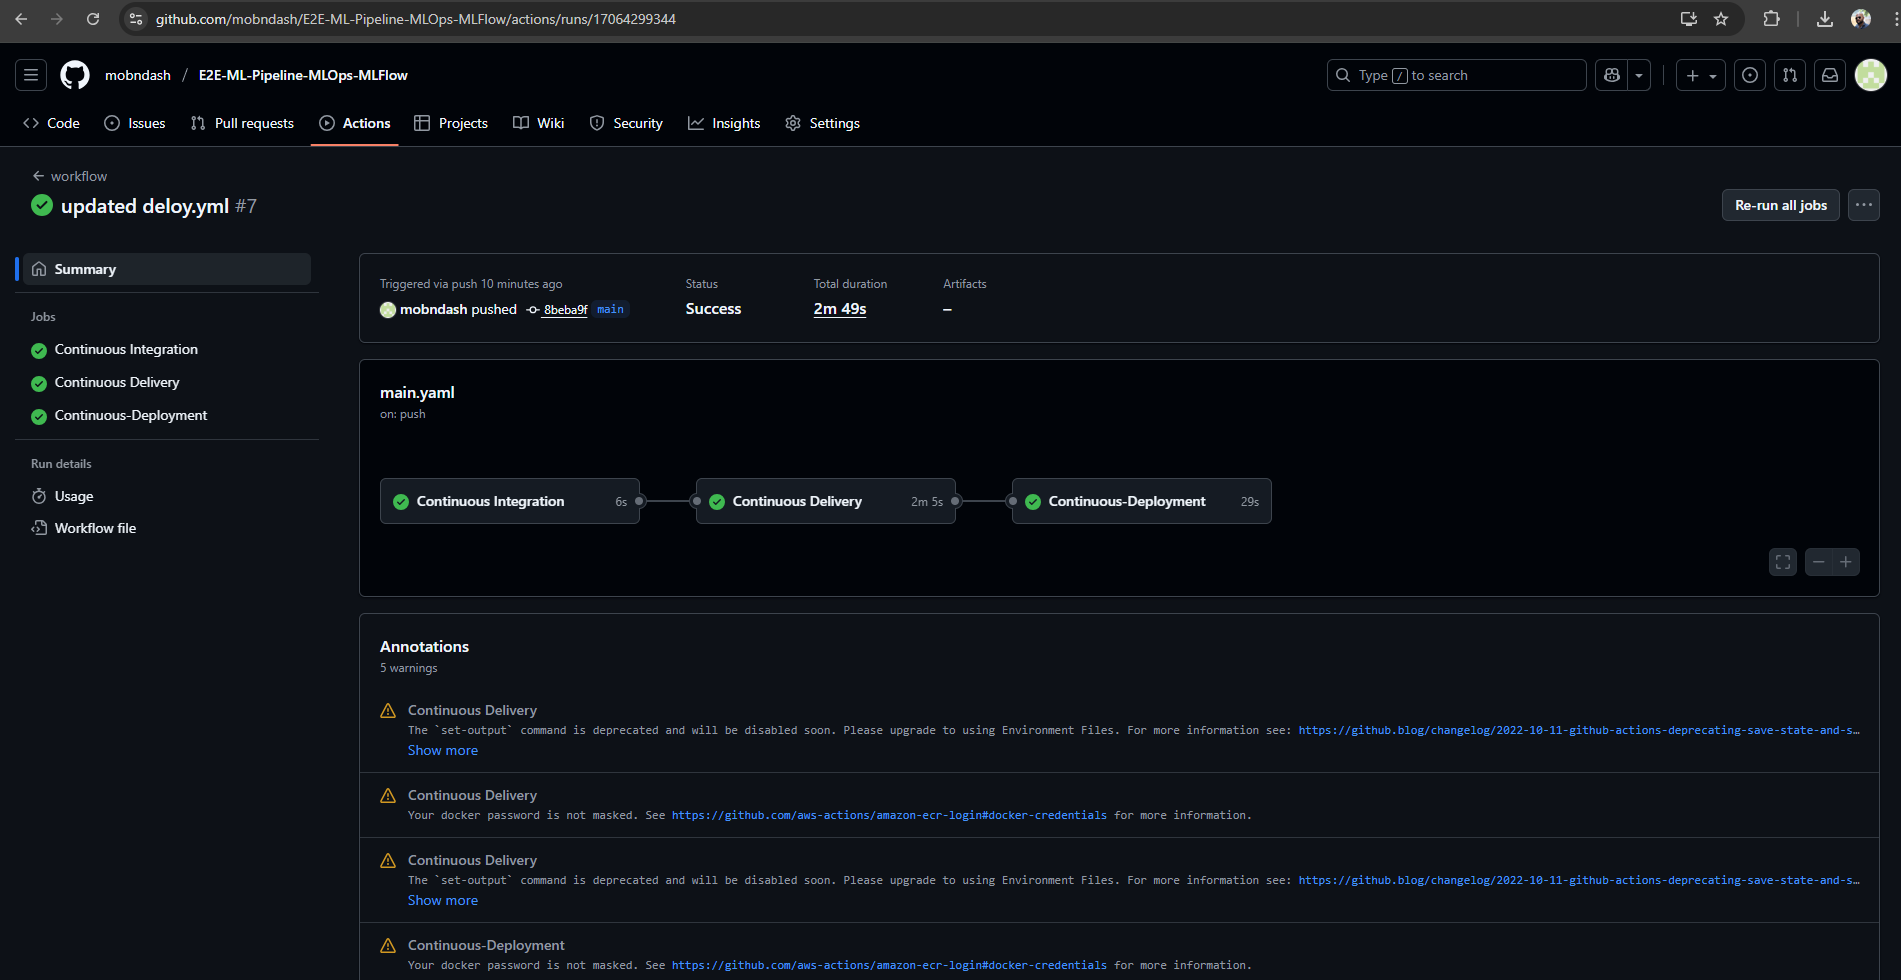 github.com/mobndash/E2E-ML-Pipeline-MLOps-MLFlow/actions/runs/17064299344
mobndash / E2E-ML-Pipeline-MLOps-MLFlow
Type / to search
Code Issues Pull requests Actions Projects Wiki Security Insights Settings
workflow
updated deloy.yml #7
Re-run all jobs
Summary
Jobs
Continuous Integration
Continuous Delivery
Continuous-Deployment
Run details
Usage
Workflow file
Triggered via push 10 minutes ago
mobndash pushed 8beba9f main
Status
Success
Total duration
2m 49s
Artifacts
–
main.yaml
on: push
Continuous Integration 6s
Continuous Delivery 2m 5s
Continuous-Deployment 29s
Annotations
5 warnings
Continuous Delivery
The `set-output` command is deprecated and will be disabled soon. Please upgrade to using Environment Files. For more information see: https://github.blog/changelog/2022-10-11-github-actions-deprecating-save-state-and-s…
Show more
Continuous Delivery
Your docker password is not masked. See https://github.com/aws-actions/amazon-ecr-login#docker-credentials for more information.
Continuous Delivery
The `set-output` command is deprecated and will be disabled soon. Please upgrade to using Environment Files. For more information see: https://github.blog/changelog/2022-10-11-github-actions-deprecating-save-state-and-s…
Show more
Continuous-Deployment
Your docker password is not masked. See https://github.com/aws-actions/amazon-ecr-login#docker-credentials for more information.